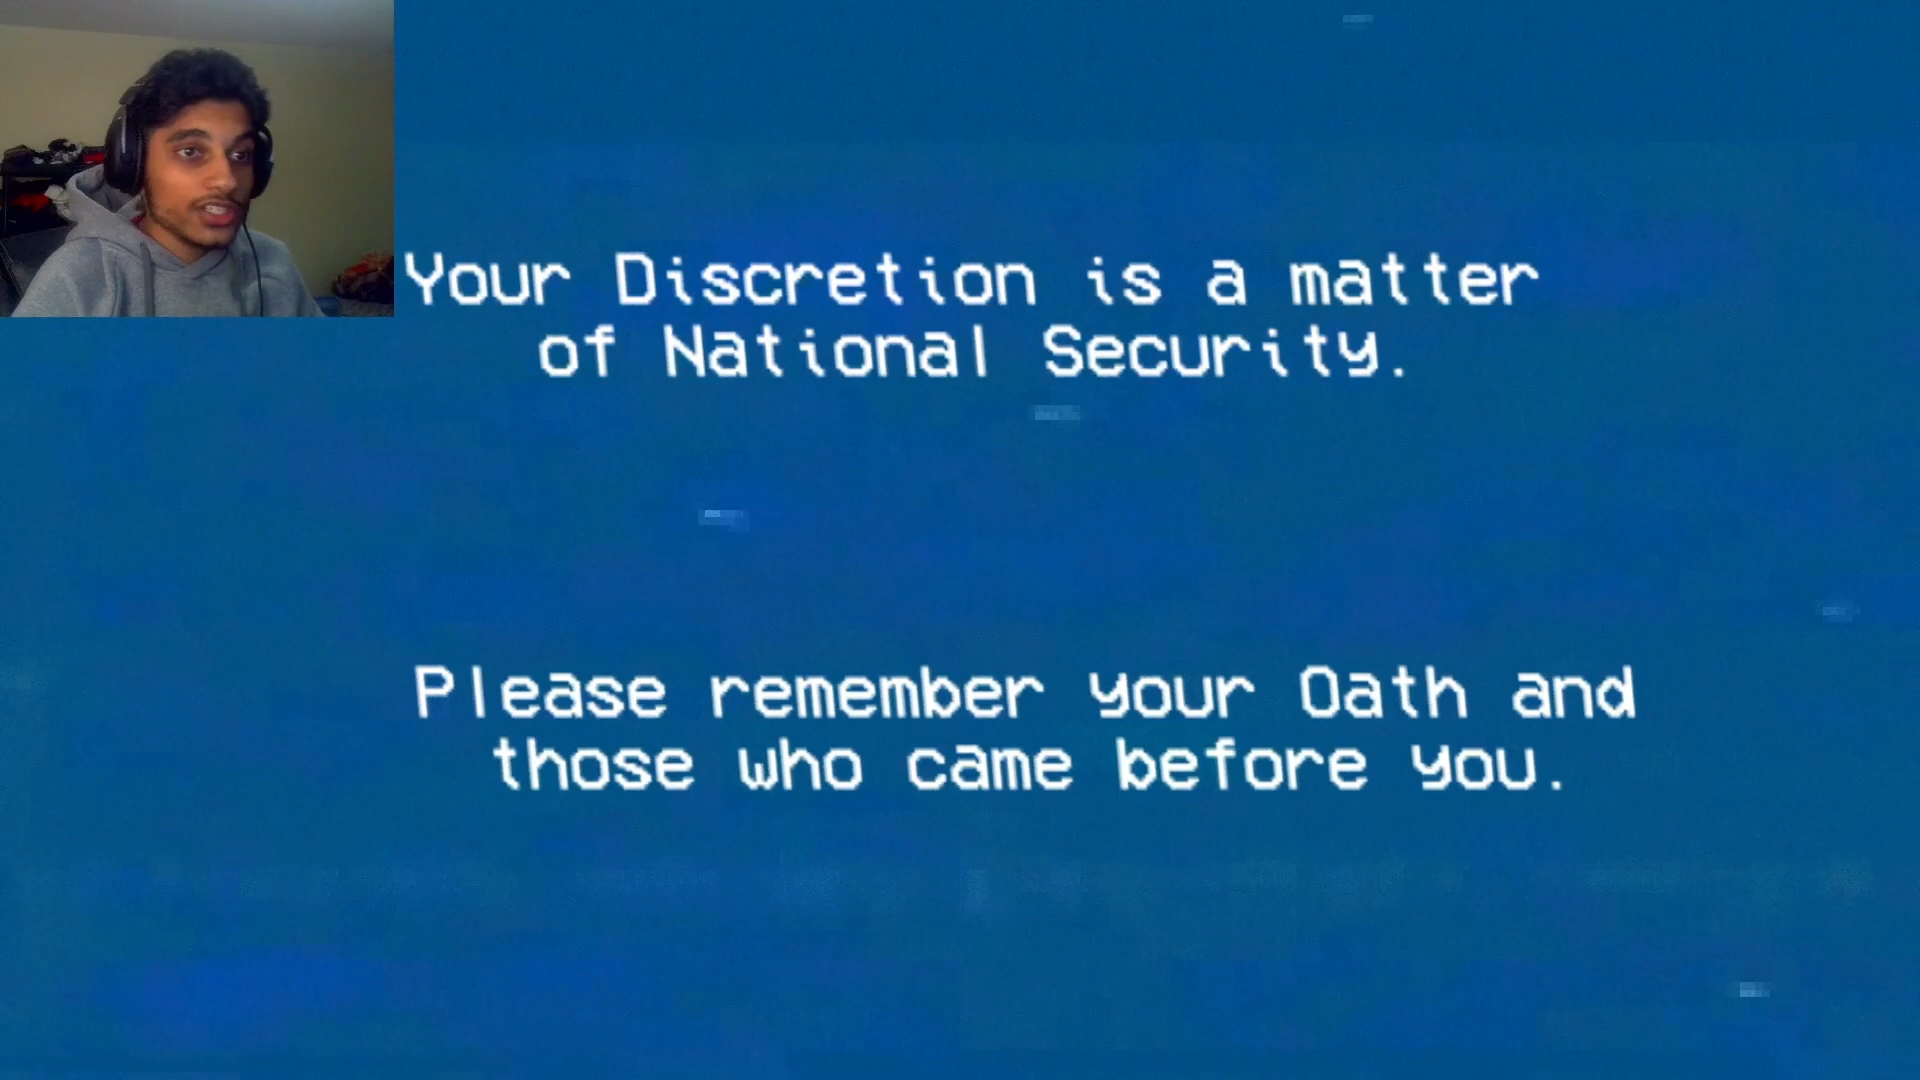 Your Discretion is a matter
of National Security.
Please remember your Oath and
those who came before you.